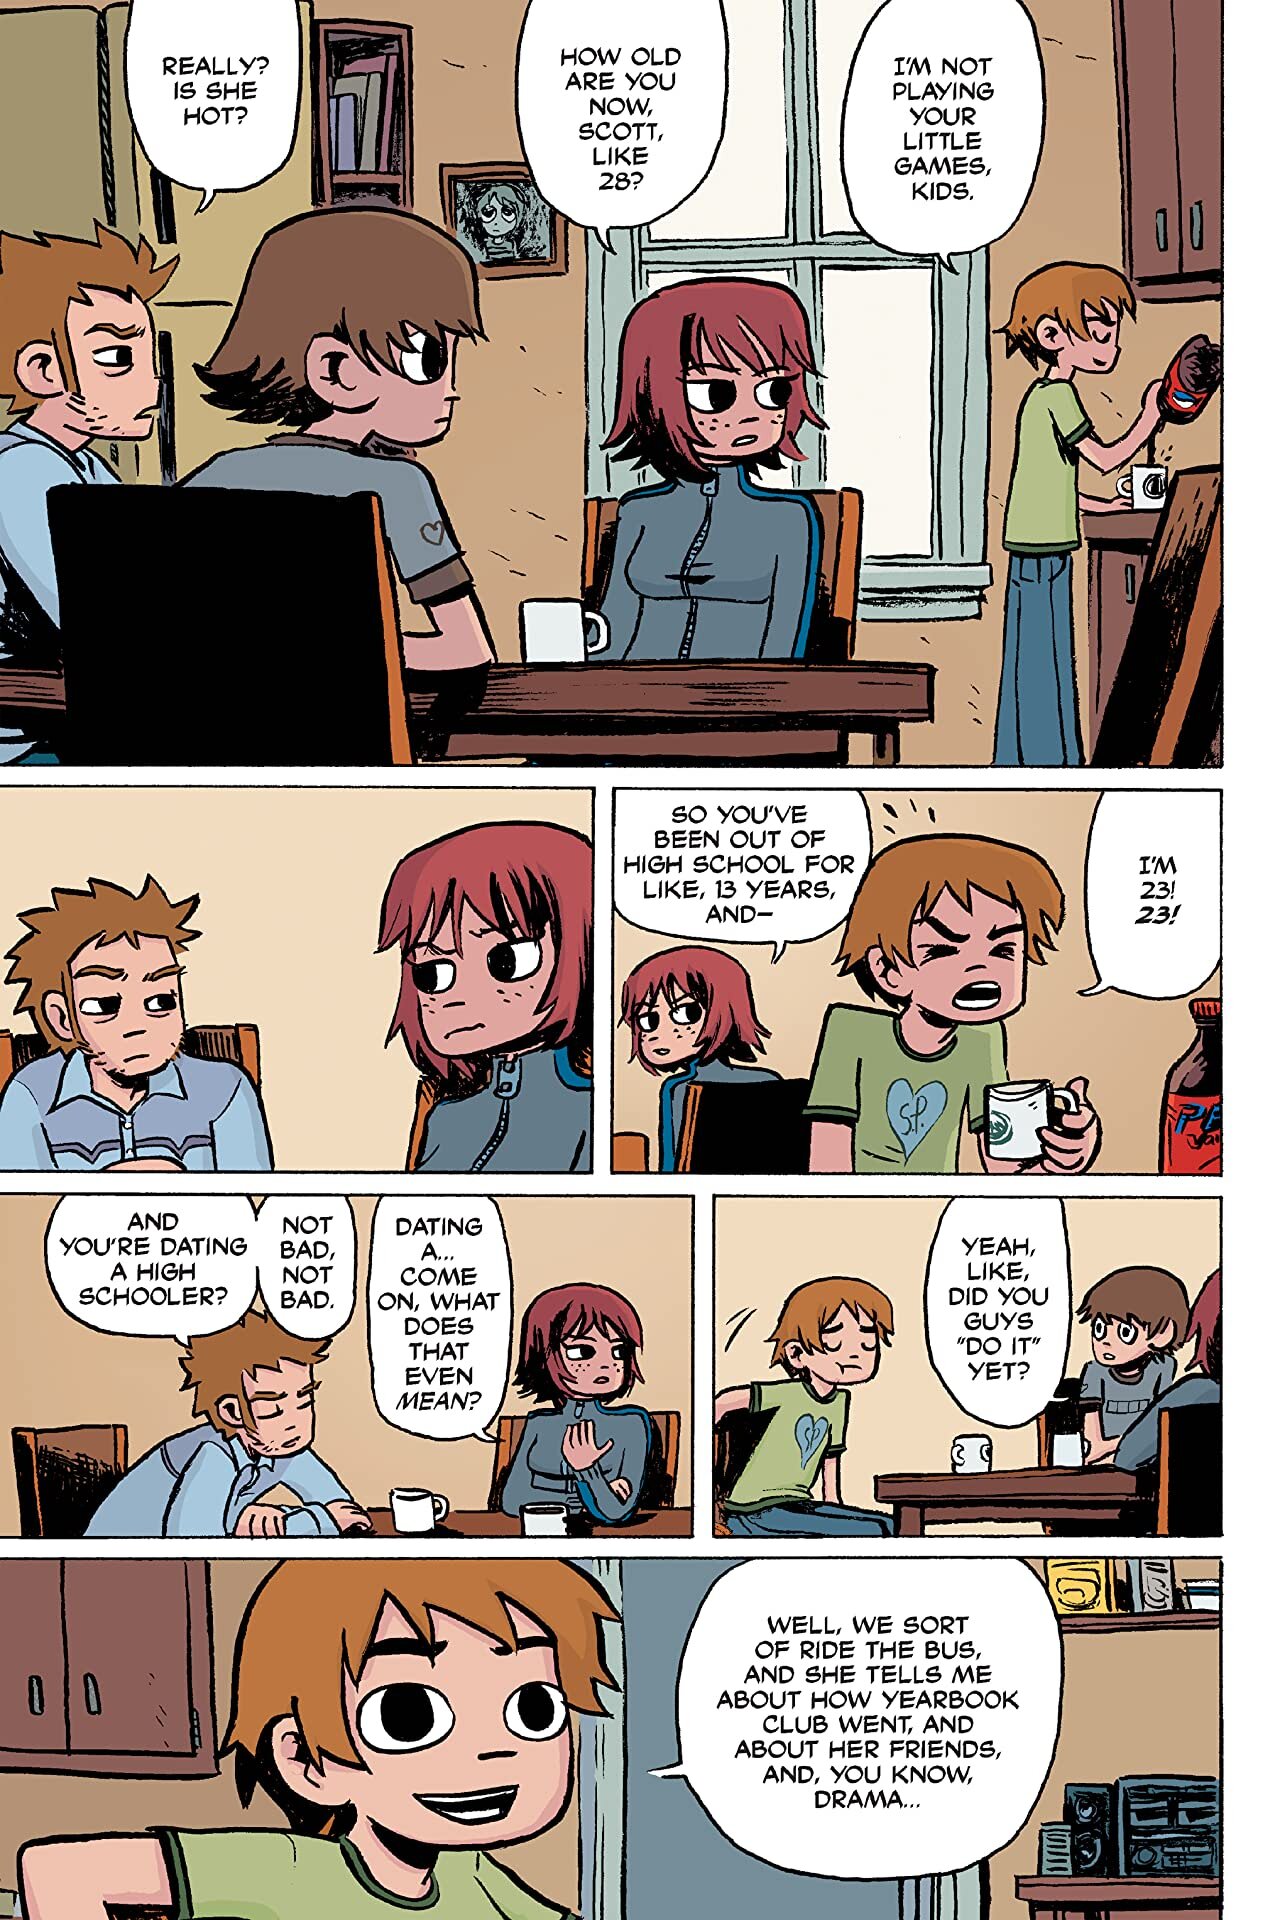 REALLY?
IS SHE
HOT?
HOW OLD
ARE YOU
NOW,
SCOTT,
LIKE
28?
I'M NOT
PLAYING
YOUR
LITTLE
GAMES,
KIDS.
SO YOU'VE
BEEN OUT OF
HIGH SCHOOL FOR
LIKE, 13 YEARS,
AND—
I'M
23!
23!
S.P.
AND
YOU'RE DATING
A HIGH
SCHOOLER?
NOT
BAD,
NOT
BAD.
DATING
A...
COME
ON, WHAT
DOES
THAT
EVEN
MEAN?
YEAH,
LIKE,
DID YOU
GUYS
"DO IT"
YET?
S.P.
WELL, WE SORT
OF RIDE THE BUS,
AND SHE TELLS ME
ABOUT HOW YEARBOOK
CLUB WENT, AND
ABOUT HER FRIENDS,
AND, YOU KNOW,
DRAMA...